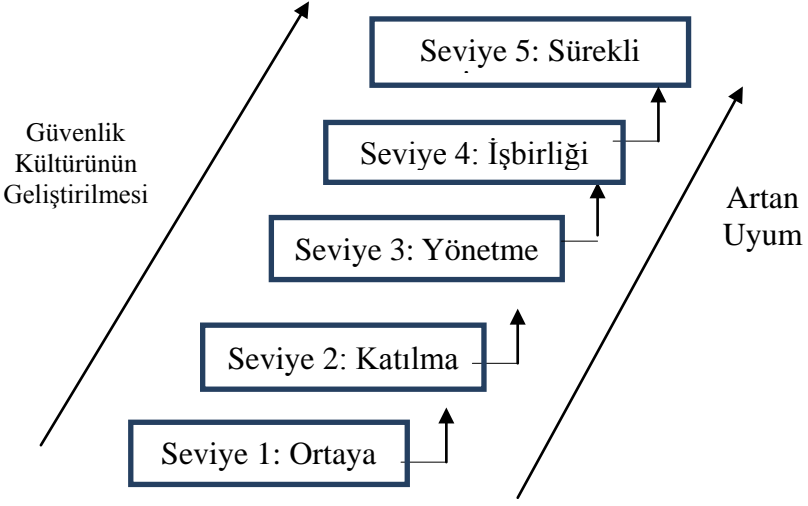 Seviye 5: Sürekli
Güvenlik
Kültürünün
Geliştirilmesi
Seviye 4: İşbirliği
Artan
Uyum
Seviye 3: Yönetme
Seviye 2: Katılma
Seviye 1: Ortaya